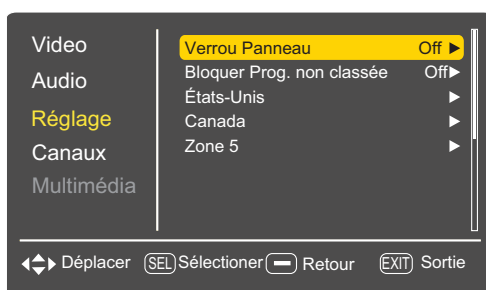 Video
Audio
Réglage
Canaux
Multimédia
Verrou Panneau Off
Bloquer Prog. non classée Off
États-Unis
Canada
Zone 5
Déplacer SEL Sélectioner Retour EXIT Sortie